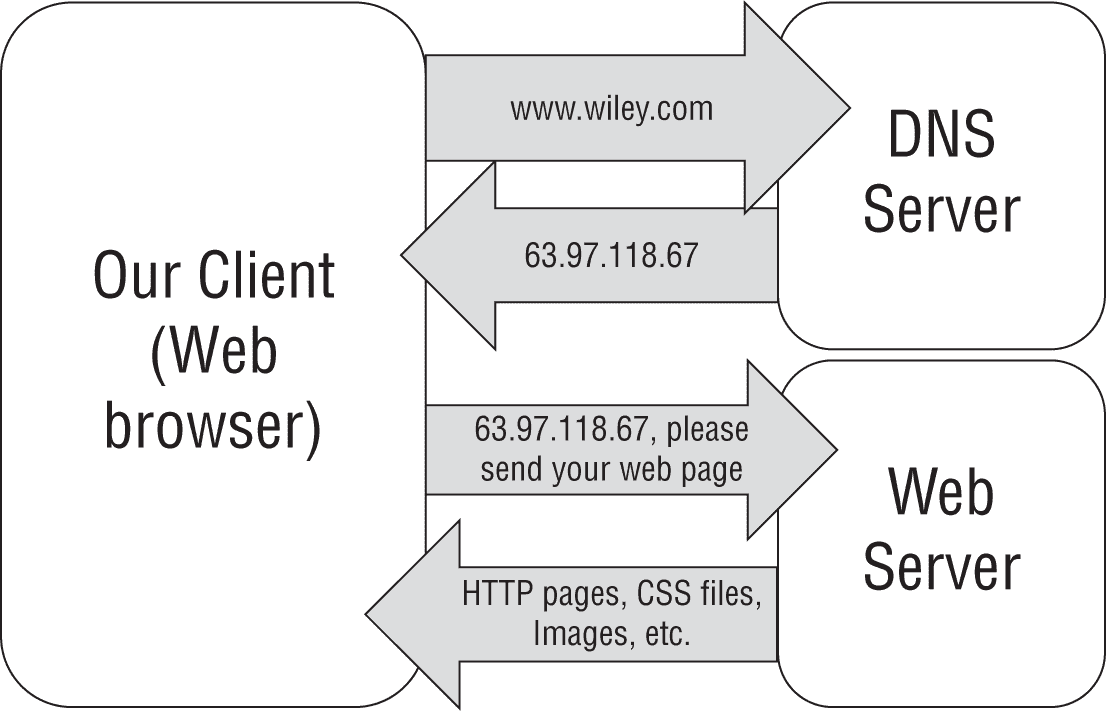 Our Client
(Web
browser)
www.wiley.com
63.97.118.67
DNS
Server
63.97.118.67, please
send your web page
HTTP pages, CSS files,
Images, etc.
Web
Server